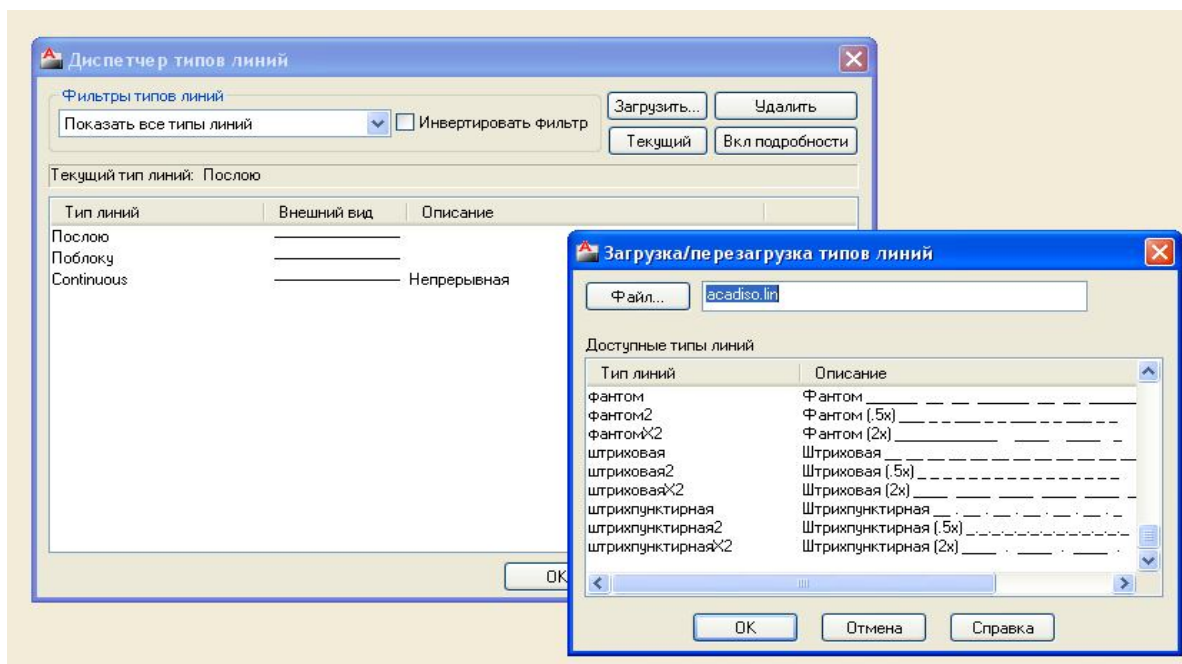 Диспетчер типов линий
Фильтры типов линий
Показать все типы линий
Инвертировать фильтр
Загрузить...
Удалить
Текущий
Вкл подробности
Текущий тип линий: Послою
Тип линий Внешний вид Описание
Послою
Поблоку
Continuous Непрерывная
ОК
Загрузка/перезагрузка типов линий
Файл...
acadiso.lin
Доступные типы линий
Тип линий Описание
фантом Фантом
фантом2 Фантом (.5x)
фантомX2 Фантом (2x)
штриховая Штриховая
штриховая2 Штриховая (.5x)
штриховаяX2 Штриховая (2x)
штрихпунктирная Штрихпунктирная
штрихпунктирная2 Штрихпунктирная (.5x)
штрихпунктирнаяX2 Штрихпунктирная (2x)
ОК
Отмена
Справка